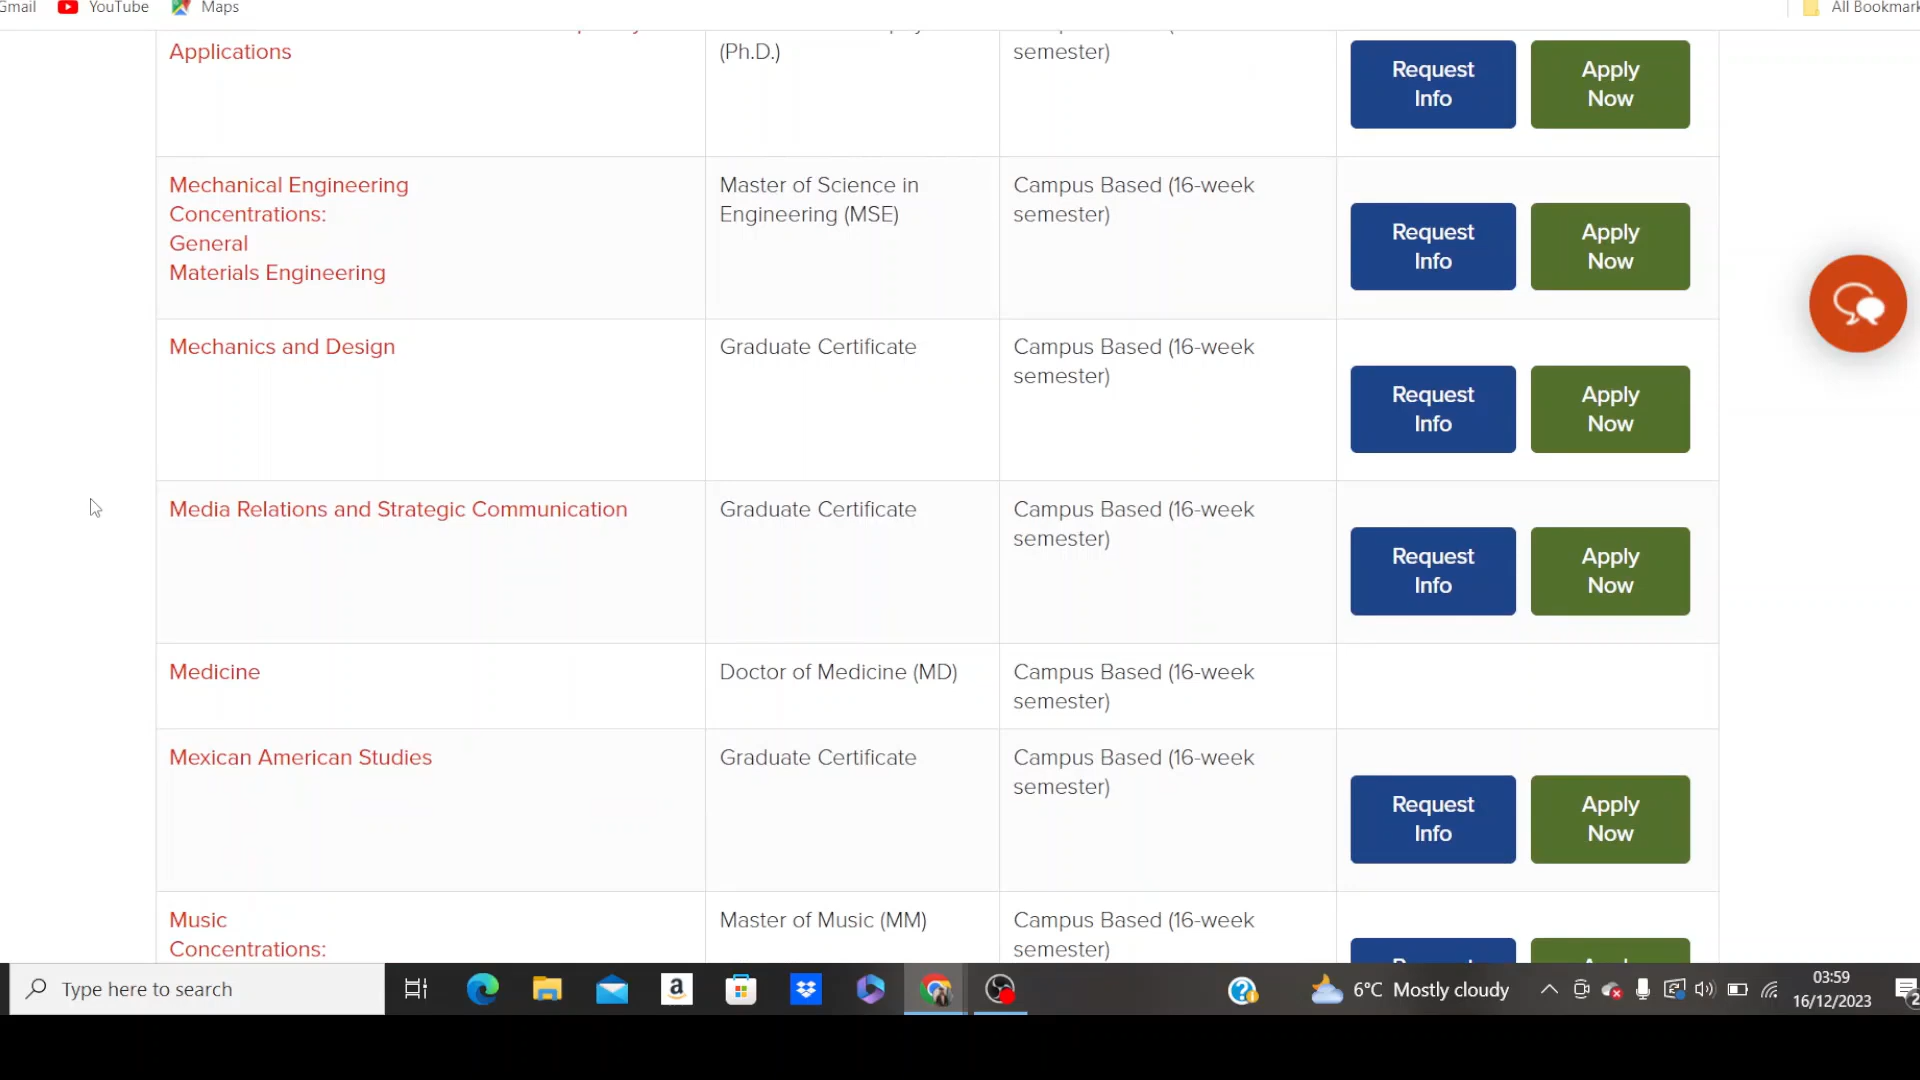 Gmail YouTube Maps All Bookmark
Applications (Ph.D.) semester) Request Apply
Info Now
Mechanical Engineering Master of Science in Campus Based (16-week
Concentrations: Engineering (MSE) semester) Request Apply
General Info Now
Materials Engineering
Mechanics and Design Graduate Certificate Campus Based (16-week
semester) Request Apply
Info Now
Media Relations and Strategic Communication Graduate Certificate Campus Based (16-week
semester) Request Apply
Info Now
Medicine Doctor of Medicine (MD) Campus Based (16-week
semester)
Mexican American Studies Graduate Certificate Campus Based (16-week
semester) Request Apply
Info Now
Music Master of Music (MM) Campus Based (16-week
Concentrations: semester)
Type here to search 6°C Mostly cloudy 03:59
16/12/2023